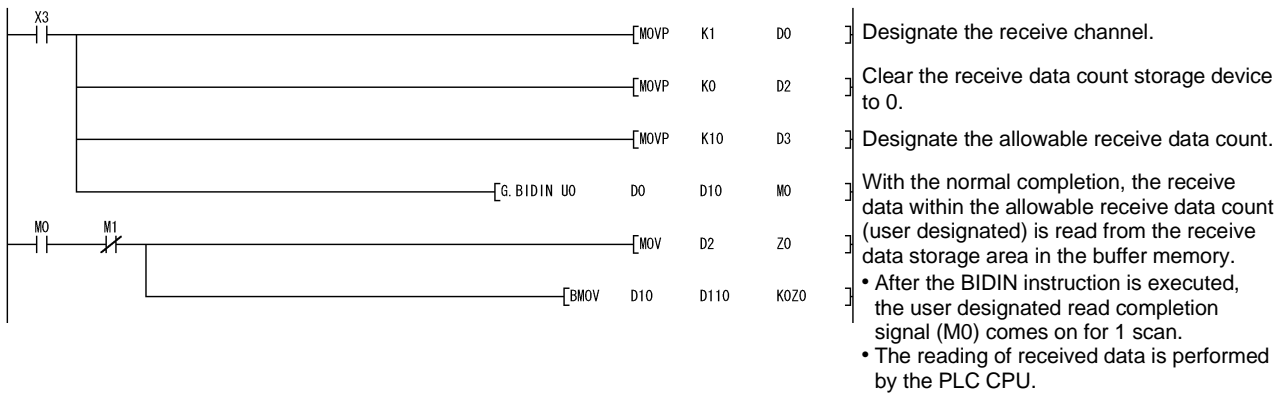 X3
[MOVP K1 D0 ] Designate the receive channel.
[MOVP K0 D2 ] Clear the receive data count storage device
to 0.
[MOVP K10 D3 ] Designate the allowable receive data count.
[G.BIDIN U0 D0 D10 M0 ] With the normal completion, the receive
data within the allowable receive data count
M0 M1
[MOV D2 Z0 ] (user designated) is read from the receive
data storage area in the buffer memory.
[BMOV D10 D110 K0Z0 ] • After the BIDIN instruction is executed,
the user designated read completion
signal (M0) comes on for 1 scan.
• The reading of received data is performed
by the PLC CPU.